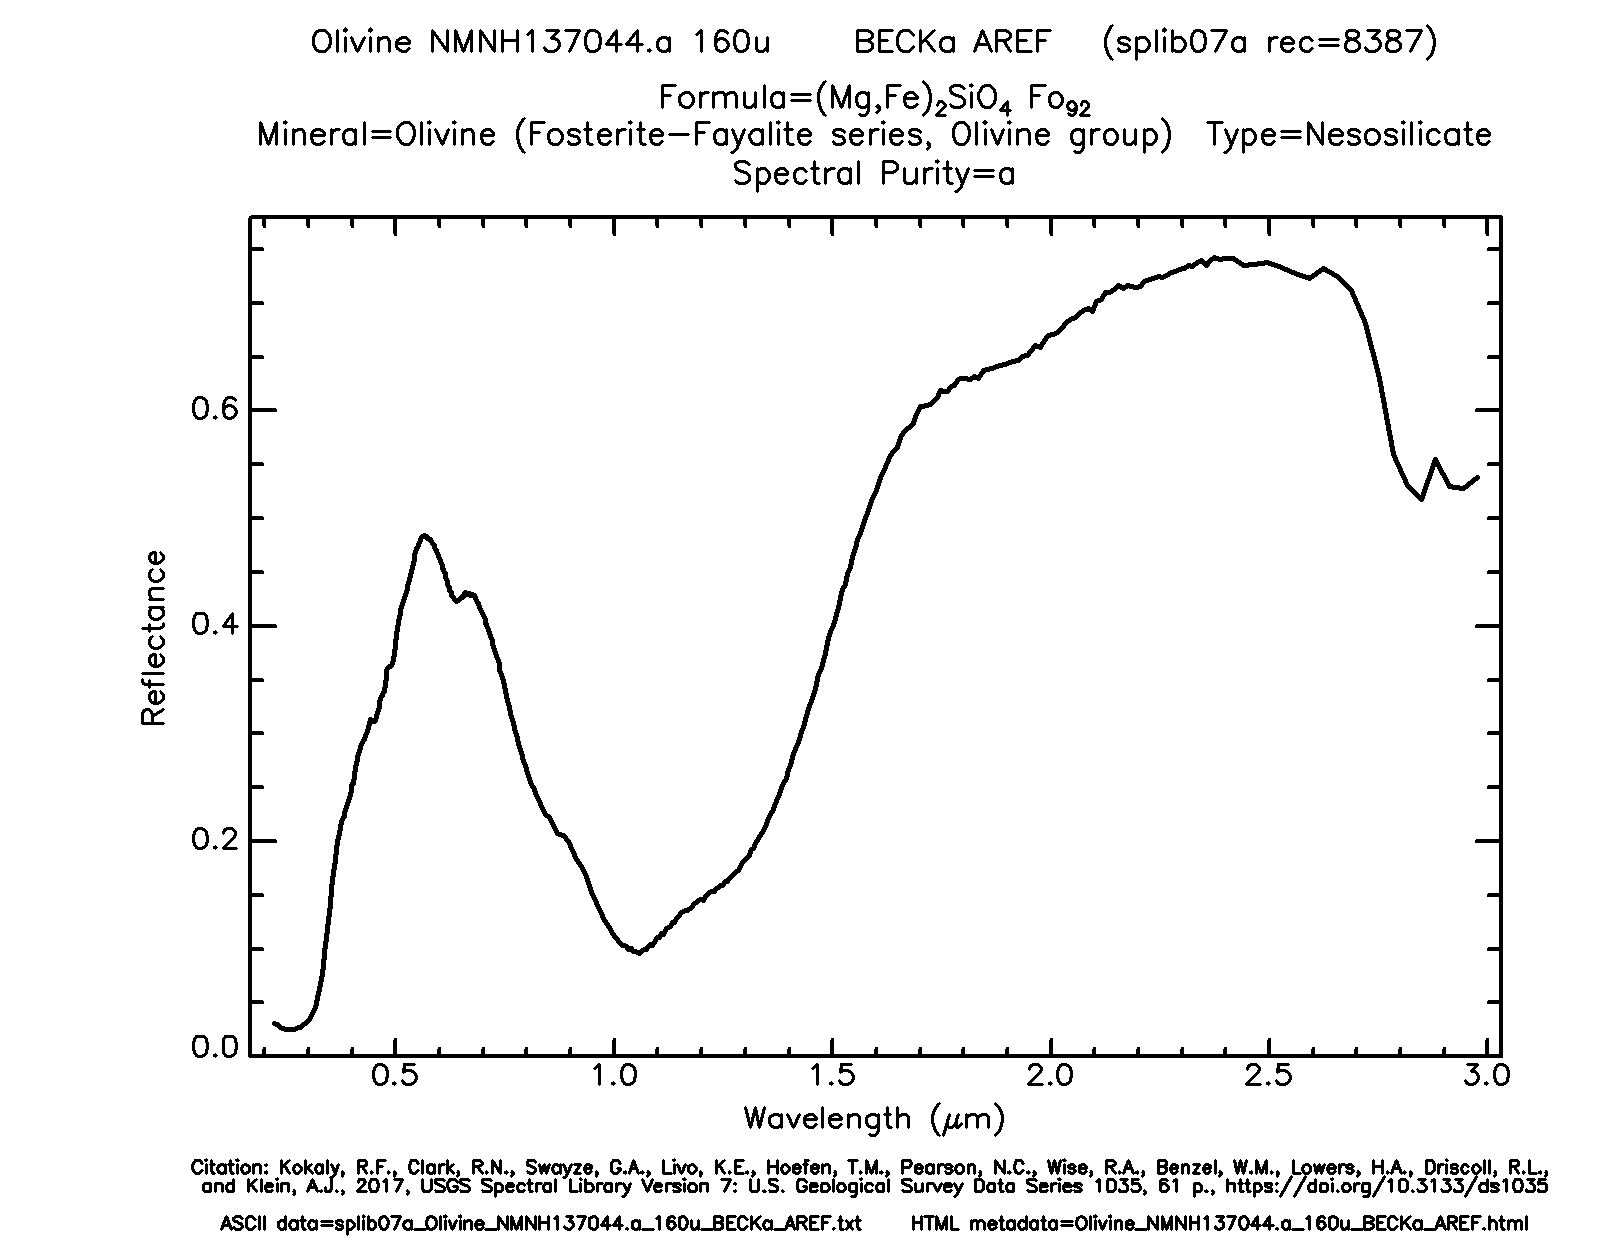 Olivine NMNH137044.a 160u BECKa AREF (splib07a rec=8387)
Formula=(Mg,Fe)₂SiO₄ Fo₉₂
Mineral=Olivine (Fosterite-Fayalite series, Olivine group) Type=Nesosilicate
Spectral Purity=a
0.6
0.4
0.2
0.0
Reflectance
0.5 1.0 1.5 2.0 2.5 3.0
Wavelength (μm)
Citation: Kokaly, R.F., Clark, R.N., Swayze, G.A., Livo, K.E., Hoefen, T.M., Pearson, N.C., Wise, R.A., Benzel, W.M., Lowers, H.A., Driscoll, R.L.,
and Klein, A.J., 2017, USGS Spectral Library Version 7: U.S. Geological Survey Data Series 1035, 61 p., https://doi.org/10.3133/ds1035
ASCII data=splib07a_Olivine_NMNH137044.a_160u_BECKa_AREF.txt HTML metadata=Olivine_NMNH137044.a_160u_BECKa_AREF.html